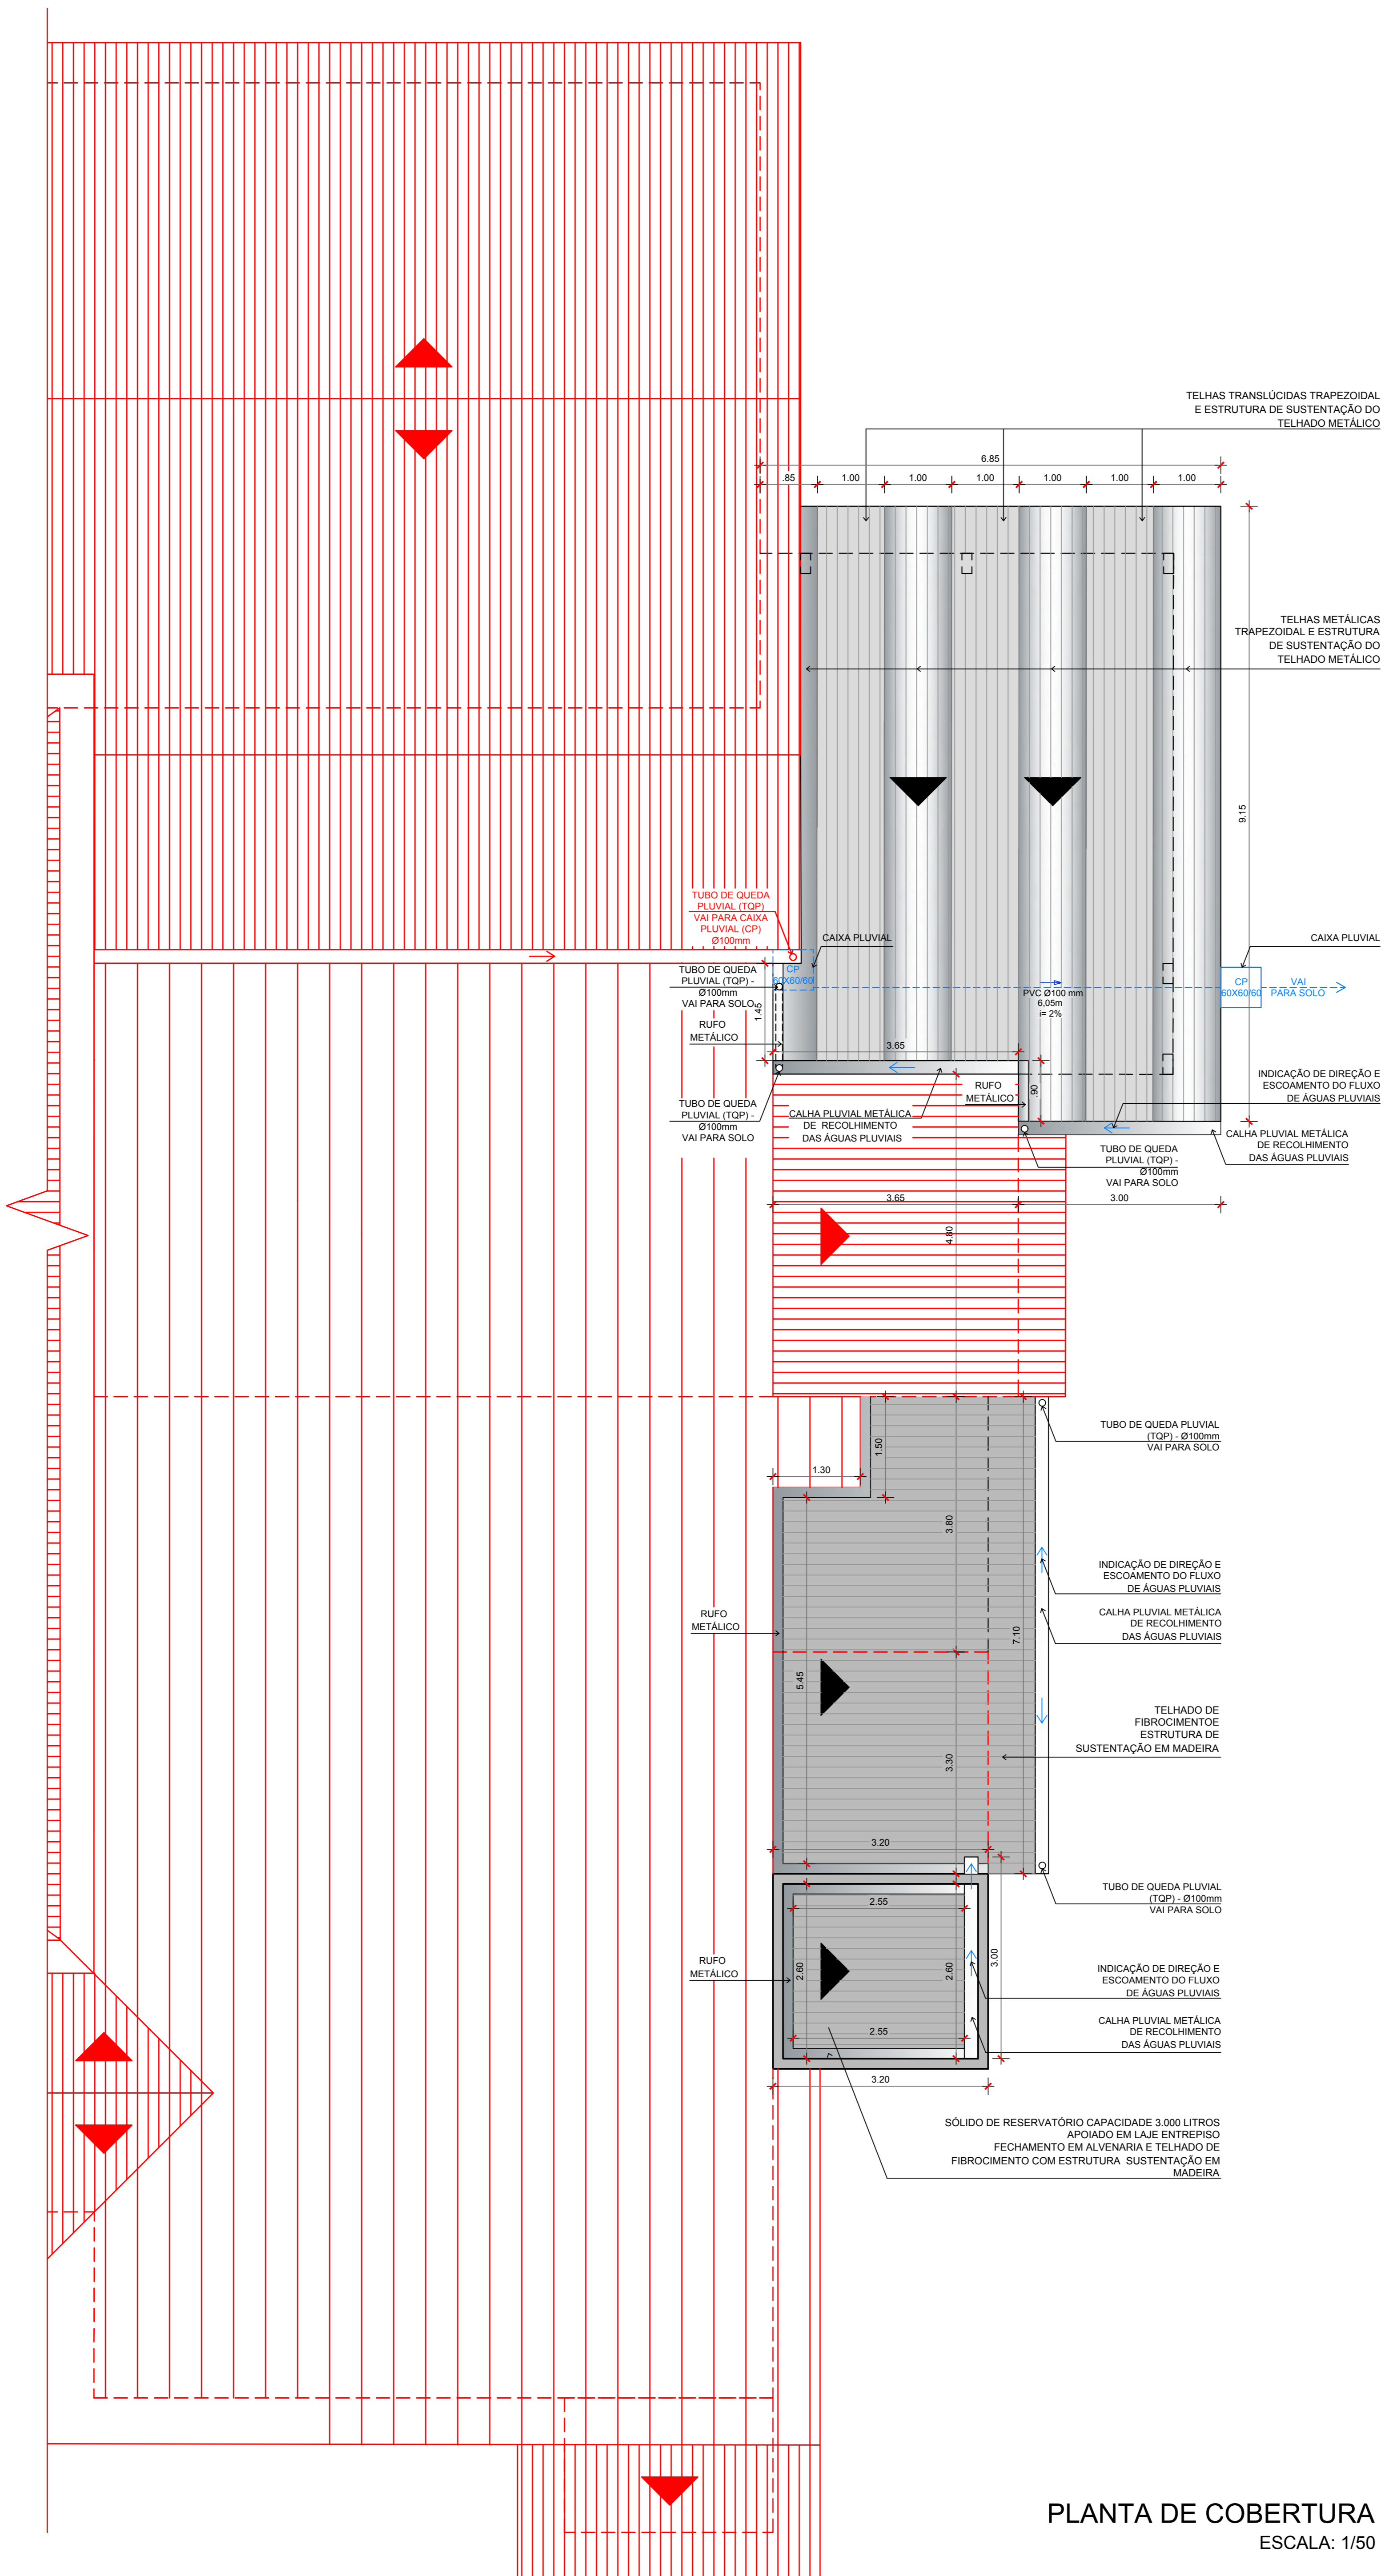 TELHAS TRANSLÚCIDAS TRAPEZOIDAL
E ESTRUTURA DE SUSTENTAÇÃO DO
TELHADO METÁLICO
6.85
.85
1.00
1.00
1.00
1.00
1.00
1.00
TELHAS METÁLICAS
TRAPEZOIDAL E ESTRUTURA
DE SUSTENTAÇÃO DO
TELHADO METÁLICO
9.15
TUBO DE QUEDA
PLUVIAL (TQP)
VAI PARA CAIXA
PLUVIAL (CP)
Ø100mm
CAIXA PLUVIAL
CAIXA PLUVIAL
TUBO DE QUEDA
PLUVIAL (TQP) -
Ø100mm
VAI PARA SOLO
CP
60X60/60
CP
60X60/60
VAI
PARA SOLO
PVC Ø100 mm
6,05m
i= 2%
1.45
RUFO
METÁLICO
3.65
RUFO
METÁLICO
.90
INDICAÇÃO DE DIREÇÃO E
ESCOAMENTO DO FLUXO
DE ÁGUAS PLUVIAIS
TUBO DE QUEDA
PLUVIAL (TQP) -
Ø100mm
VAI PARA SOLO
CALHA PLUVIAL METÁLICA
DE RECOLHIMENTO
DAS ÁGUAS PLUVIAIS
CALHA PLUVIAL METÁLICA
DE RECOLHIMENTO
DAS ÁGUAS PLUVIAIS
TUBO DE QUEDA
PLUVIAL (TQP) -
Ø100mm
VAI PARA SOLO
3.65
3.00
4.80
TUBO DE QUEDA PLUVIAL
(TQP) - Ø100mm
VAI PARA SOLO
1.50
1.30
3.80
INDICAÇÃO DE DIREÇÃO E
ESCOAMENTO DO FLUXO
DE ÁGUAS PLUVIAIS
RUFO
METÁLICO
CALHA PLUVIAL METÁLICA
DE RECOLHIMENTO
DAS ÁGUAS PLUVIAIS
7.10
5.45
TELHADO DE
FIBROCIMENTOE
ESTRUTURA DE
SUSTENTAÇÃO EM MADEIRA
3.30
3.20
TUBO DE QUEDA PLUVIAL
(TQP) - Ø100mm
VAI PARA SOLO
2.55
RUFO
METÁLICO
2.60
2.60
3.00
INDICAÇÃO DE DIREÇÃO E
ESCOAMENTO DO FLUXO
DE ÁGUAS PLUVIAIS
2.55
CALHA PLUVIAL METÁLICA
DE RECOLHIMENTO
DAS ÁGUAS PLUVIAIS
3.20
SÓLIDO DE RESERVATÓRIO CAPACIDADE 3.000 LITROS
APOIADO EM LAJE ENTREPISO
FECHAMENTO EM ALVENARIA E TELHADO DE
FIBROCIMENTO COM ESTRUTURA SUSTENTAÇÃO EM
MADEIRA
PLANTA DE COBERTURA
ESCALA: 1/50